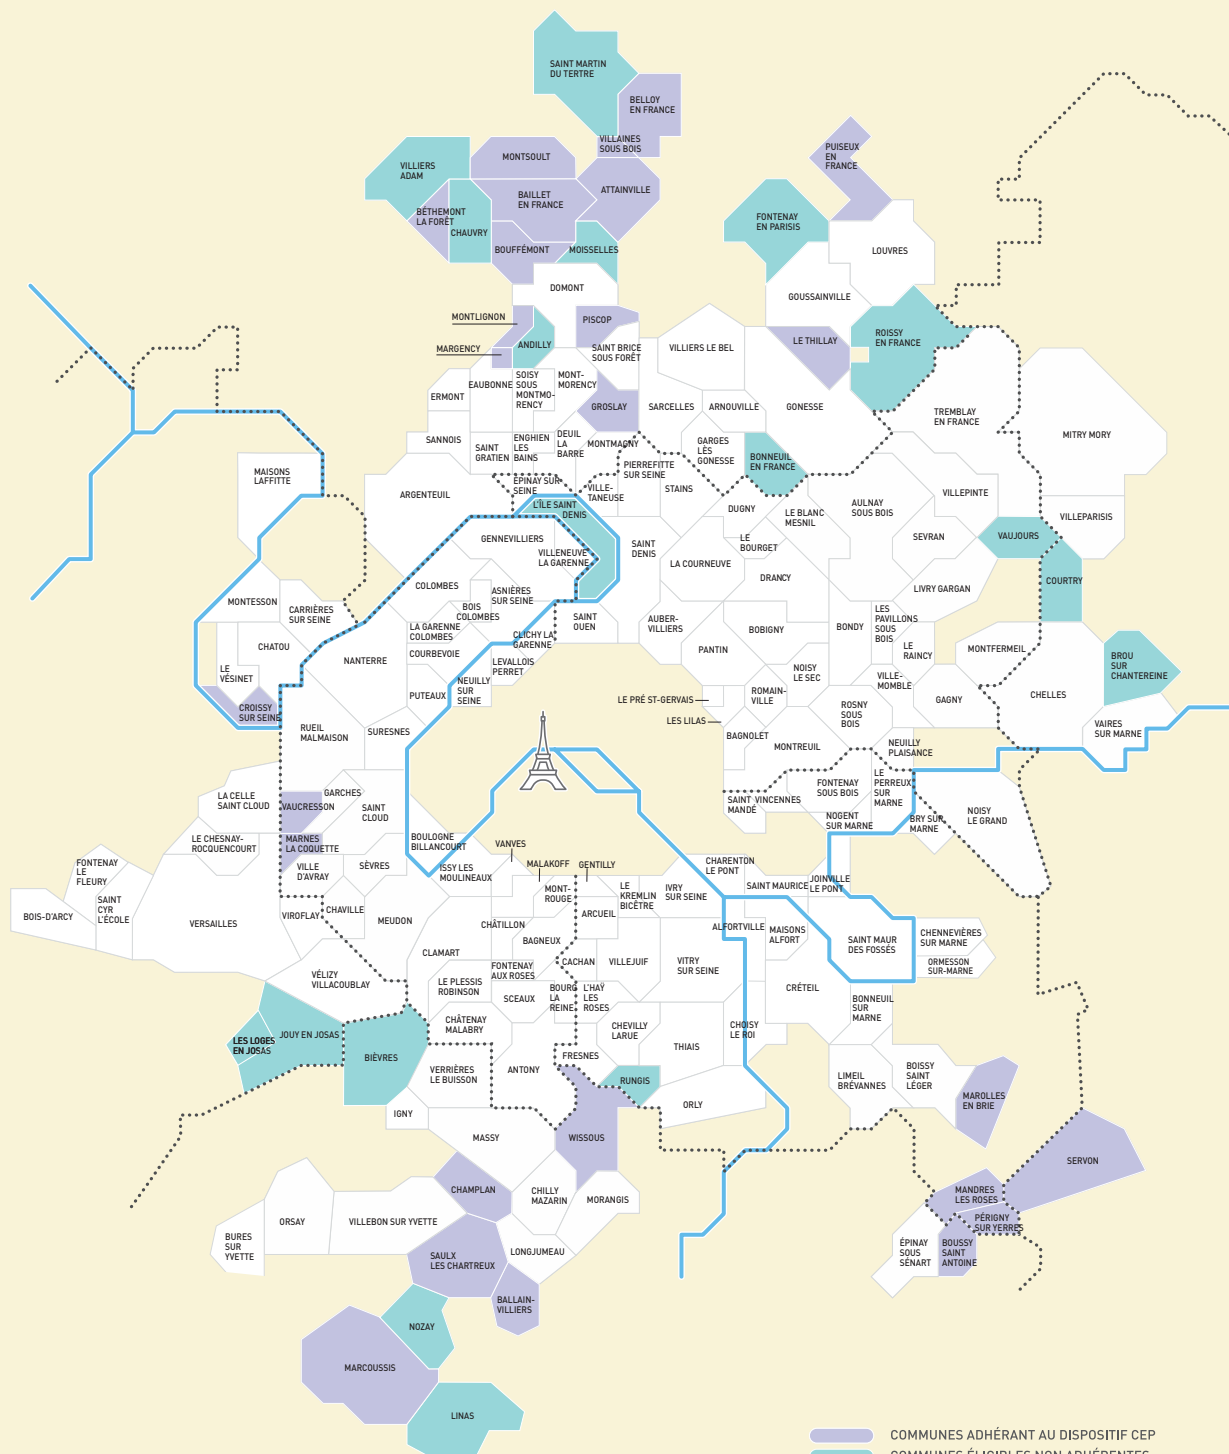 SAINT MARTIN
DU TERTRE
BELLOY
EN FRANCE
VILLAINES
SOUS BOIS
MONTSOULT
VILLIERS
ADAM
PUISEUX
EN
FRANCE
ATTAINVILLE
BAILLET
EN FRANCE
BÉTHEMONT
LA FORÊT
CHAUVRY
BOUFFÉMONT
MOISSELLES
FONTENAY
EN PARISIS
LOUVRES
DOMONT
GOUSSAINVILLE
MONTLIGNON
PISCOP
MARGENCY
ANDILLY
SAINT BRICE
SOUS FORÊT
VILLIERS LE BEL
LE THILLAY
ROISSY
EN FRANCE
ERMONT
EAUBONNE
SOISY
SOUS
MONTMO-
RENCY
MONT-
MORENCY
GROSLAY
SARCELLES
ARNOUVILLE
GONESSE
TREMBLAY
EN FRANCE
MITRY MORY
SANNOIS
SAINT
GRATIEN
ENGHIEN
LES
BAINS
DEUIL
LA
BARRE
MONTMAGNY
GARGES
LÈS
GONESSE
BONNEUIL
EN FRANCE
MAISONS
LAFFITTE
ARGENTEUIL
ÉPINAY SUR
SEINE
VILLE-
TANEUSE
PIERREFITTE
SUR SEINE
STAINS
DUGNY
LE BLANC
MESNIL
AULNAY
SOUS BOIS
VILLEPINTE
VILLEPARISIS
L'ÎLE SAINT
DENIS
GENNEVILLIERS
VILLENEUVE
LA GARENNE
SAINT
DENIS
LE
BOURGET
LA COURNEUVE
DRANCY
SEVRAN
VAUJOURS
COURTRY
LIVRY GARGAN
COLOMBES
ASNIÈRES
SUR SEINE
BOIS
COLOMBES
LA GARENNE
COLOMBES
MONTESSON
CARRIÈRES
SUR SEINE
CHATOU
LE
VÉSINET
CROISSY
SUR SEINE
NANTERRE
COURBEVOIE
CLICHY LA
GARENNE
LEVALLOIS
PERRET
NEUILLY
SUR
SEINE
PUTEAUX
SAINT
OUEN
AUBER-
VILLIERS
PANTIN
BOBIGNY
BONDY
LES
PAVILLONS
SOUS
BOIS
LE
RAINCY
MONTFERMEIL
BROU
SUR
CHANTEREINE
NOISY
LE SEC
VILLE-
MOMBLE
GAGNY
CHELLES
LE PRÉ ST-GERVAIS
LES LILAS
ROMAIN-
VILLE
ROSNY
SOUS
BOIS
VAIRES
SUR MARNE
RUEIL
MALMAISON
SURESNES
BAGNOLET
MONTREUIL
NEUILLY
PLAISANCE
LA CELLE
SAINT CLOUD
VAUCRESSON
GARCHES
SAINT
CLOUD
SAINT
MANDÉ
VINCENNES
FONTENAY
SOUS BOIS
LE
PERREUX
SUR
MARNE
NOGENT
SUR MARNE
BRY SUR
MARNE
NOISY
LE GRAND
LE CHESNAY-
ROCQUENCOURT
MARNES
LA COQUETTE
VILLE
D'AVRAY
SÈVRES
BOULOGNE
BILLANCOURT
ISSY LES
MOULINEAUX
VANVES
MALAKOFF
GENTILLY
MONT-
ROUGE
LE
KREMLIN
BICÊTRE
IVRY
SUR SEINE
CHARENTON
LE PONT
SAINT MAURICE
JOINVILLE
LE PONT
FONTENAY
LE
FLEURY
SAINT
CYR
L'ÉCOLE
BOIS-D'ARCY
VERSAILLES
VIROFLAY
CHAVILLE
MEUDON
CHÂTILLON
ARCUEIL
BAGNEUX
ALFORTVILLE
MAISONS
ALFORT
SAINT MAUR
DES FOSSÉS
CHENNEVIÈRES
SUR MARNE
ORMESSON
SUR-MARNE
CLAMART
FONTENAY
AUX ROSES
CACHAN
VILLEJUIF
VITRY
SUR SEINE
CRÉTEIL
VÉLIZY
VILLACOUBLAY
LE PLESSIS
ROBINSON
SCEAUX
BOURG
LA
REINE
L'HAŸ
LES
ROSES
BONNEUIL
SUR
MARNE
CHÂTENAY
MALABRY
CHEVILLY
LARUE
CHOISY
LE ROI
THIAIS
LES LOGES
EN JOSAS
JOUY EN JOSAS
BIÈVRES
FRESNES
ANTONY
VERRIÈRES
LE BUISSON
RUNGIS
ORLY
LIMEIL
BRÉVANNES
BOISSY
SAINT
LÉGER
MAROLLES
EN BRIE
IGNY
MASSY
WISSOUS
SERVON
CHAMPLAN
CHILLY
MAZARIN
MORANGIS
MANDRES
LES ROSES
PÉRIGNY
SUR YERRES
ORSAY
VILLEBON SUR YVETTE
BURES
SUR
YVETTE
SAULX
LES CHARTREUX
LONGJUMEAU
ÉPINAY
SOUS
SÉNART
BOUSSY
SAINT
ANTOINE
BALLAIN-
VILLIERS
NOZAY
MARCOUSSIS
LINAS
COMMUNES ADHÉRANT AU DISPOSITIF CEP
COMMUNES ÉLIGIBLES NON ADHÉRENTES